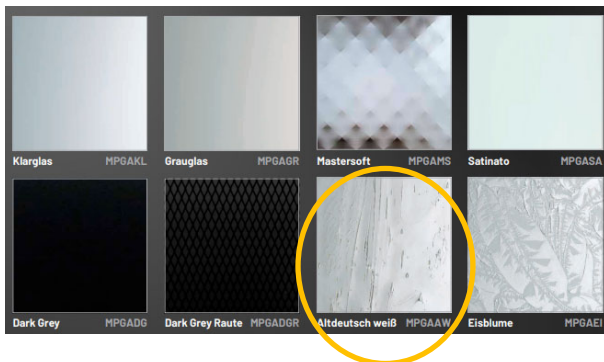 Klarglas MPGAKL Grauglas MPGAGR Mastersoft MPGAMS Satinato MPGASA
Dark Grey MPGADG Dark Grey Raute MPGADGR Altdeutsch weiß MPGAAW Eisblume MPGAEI